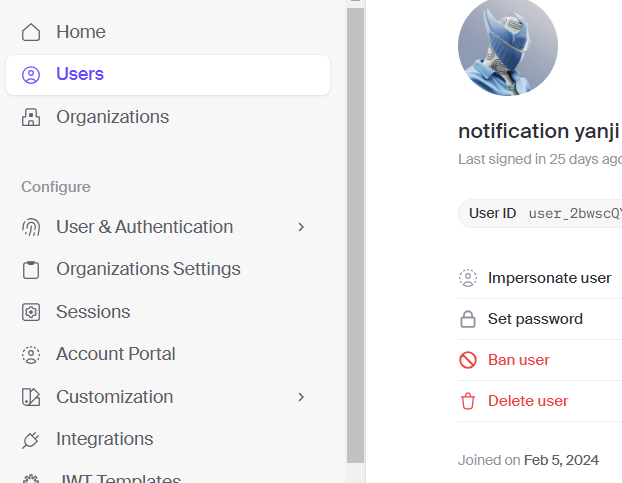 Home
Users
Organizations
Configure
User & Authentication
Organizations Settings
Sessions
Account Portal
Customization
Integrations
JWT Templates
notification yanji
Last signed in 25 days ago
User ID user_2bwscQY
Impersonate user
Set password
Ban user
Delete user
Joined on Feb 5, 2024